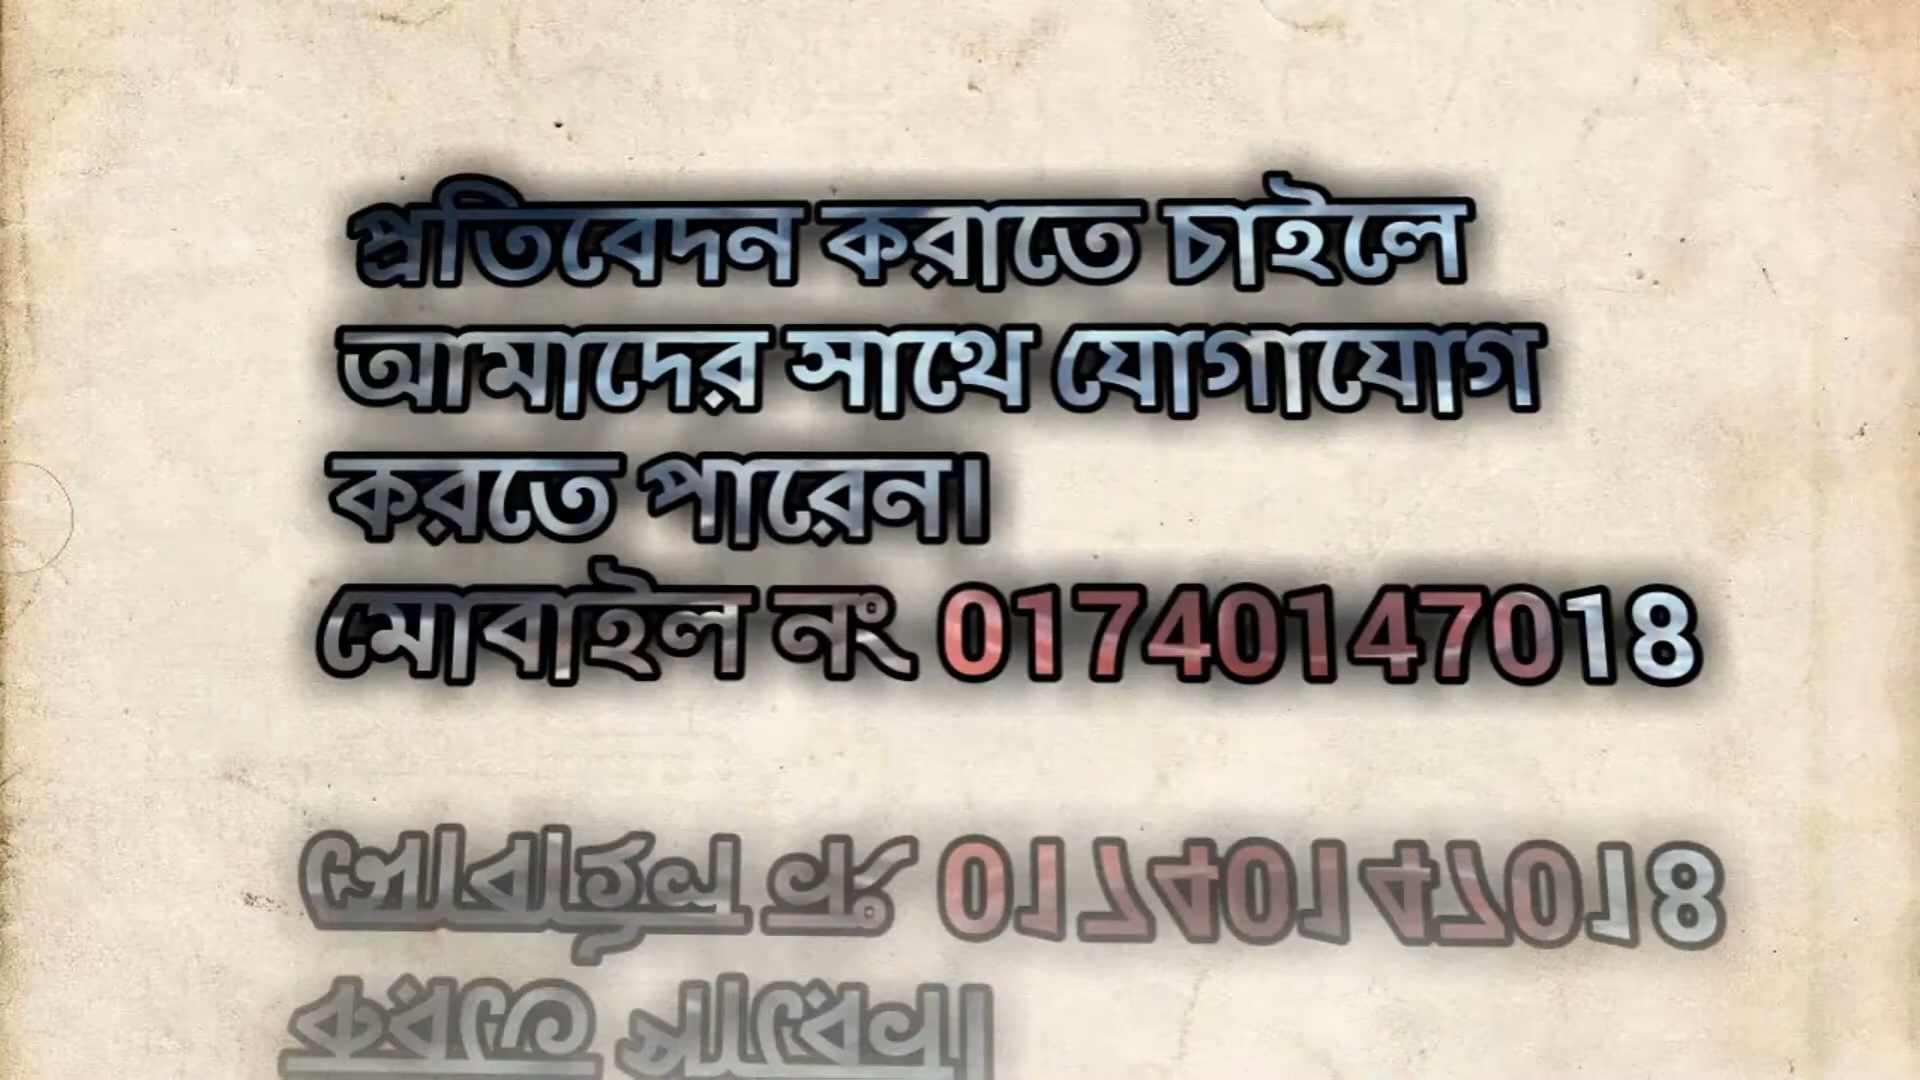 প্রতিবেদন করাতে চাইলে
আমাদের সাথে যোগাযোগ
করতে পারেন।
মোবাইল নং 01740147018